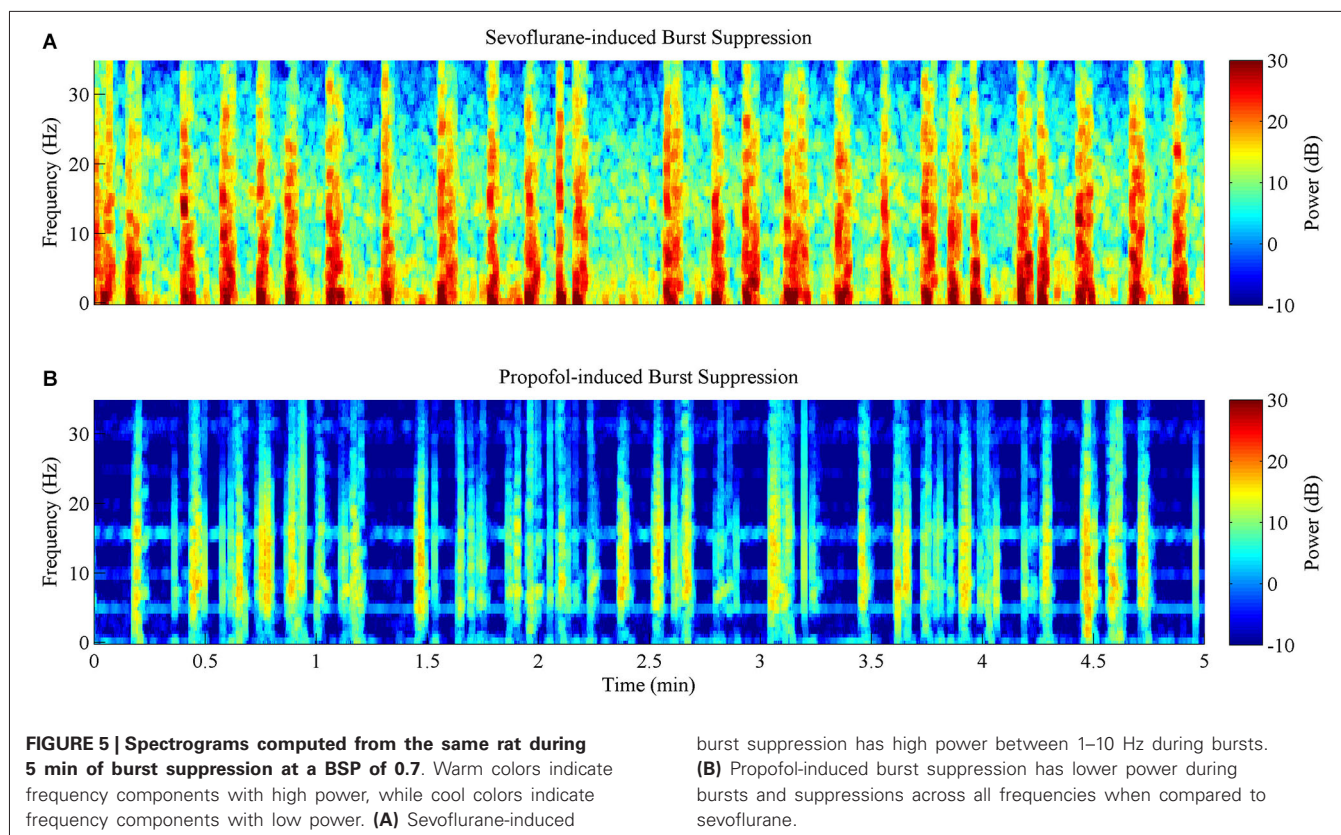 A
Sevoflurane-induced Burst Suppression
Frequency (Hz)
30
20
10
0
30
20
10
0
-10
Power (dB)
B
Propofol-induced Burst Suppression
Frequency (Hz)
30
20
10
0
0
0.5
1
1.5
2
2.5
3
3.5
4
4.5
5
Time (min)
30
20
10
0
-10
Power (dB)
FIGURE 5 | Spectrograms computed from the same rat during
5 min of burst suppression at a BSP of 0.7. Warm colors indicate
frequency components with high power, while cool colors indicate
frequency components with low power. (A) Sevoflurane-induced
burst suppression has high power between 1–10 Hz during bursts.
(B) Propofol-induced burst suppression has lower power during
bursts and suppressions across all frequencies when compared to
sevoflurane.